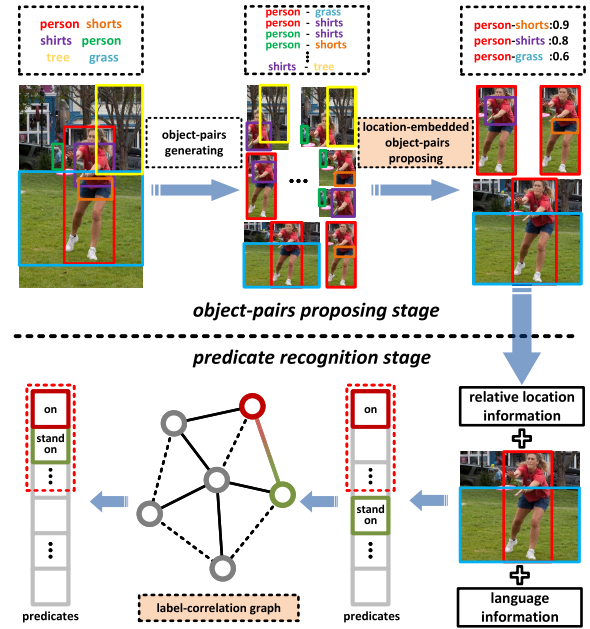 person shorts
shirts person
tree grass
person - grass
person - shirts
person - shirts
person - shorts
shirts - tree
person-shorts:0.9
person-shirts :0.8
person-grass :0.6
object-pairs
generating
location-embedded
object-pairs
proposing
object-pairs proposing stage
predicate recognition stage
relative location
information
language
information
on
stand
on
predicates
label-correlation graph
on
stand
on
predicates